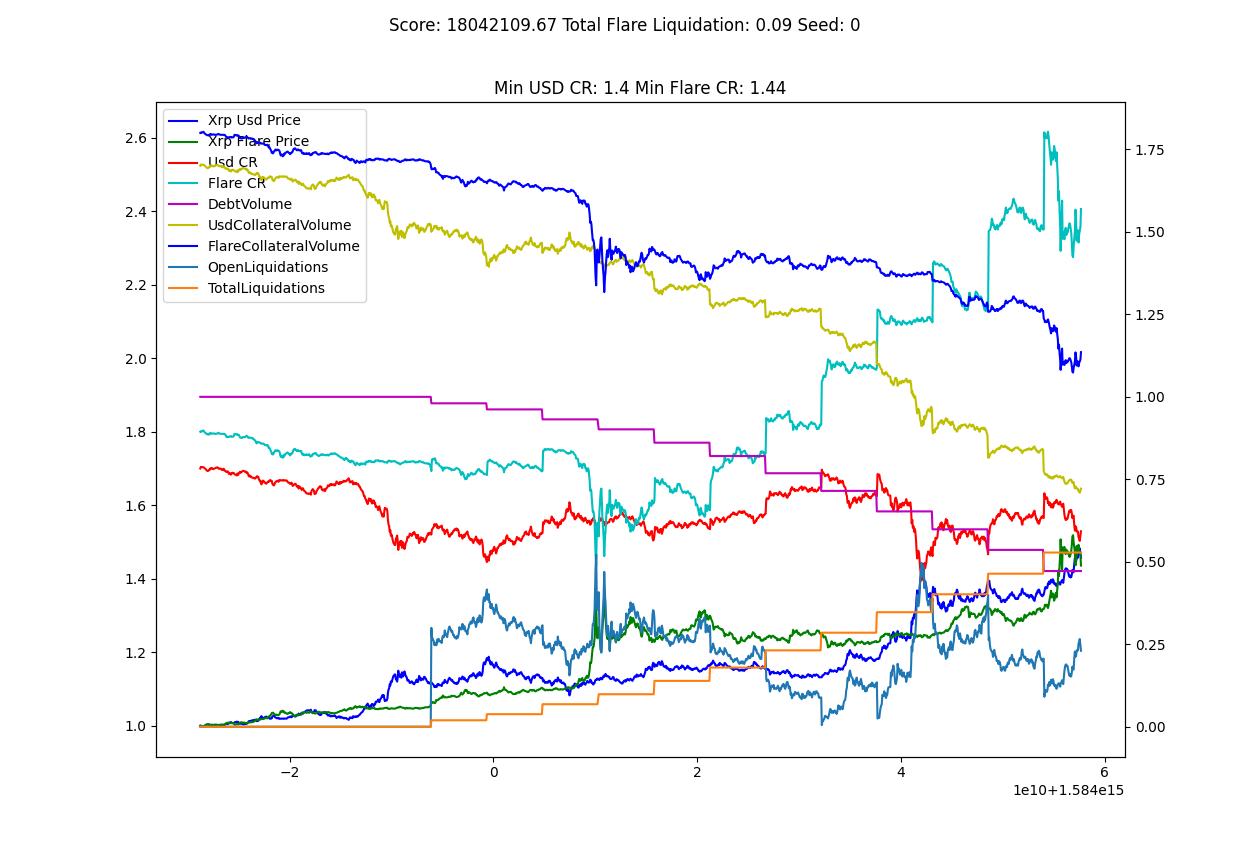 Score: 18042109.67 Total Flare Liquidation: 0.09 Seed: 0
Min USD CR: 1.4 Min Flare CR: 1.44
Xrp Usd Price
Xrp Flare Price
Usd CR
Flare CR
DebtVolume
UsdCollateralVolume
FlareCollateralVolume
OpenLiquidations
TotalLiquidations
2.6
2.4
2.2
2.0
1.8
1.6
1.4
1.2
1.0
1.75
1.50
1.25
1.00
0.75
0.50
0.25
0.00
−2 0 2 4 6
1e10+1.584e15